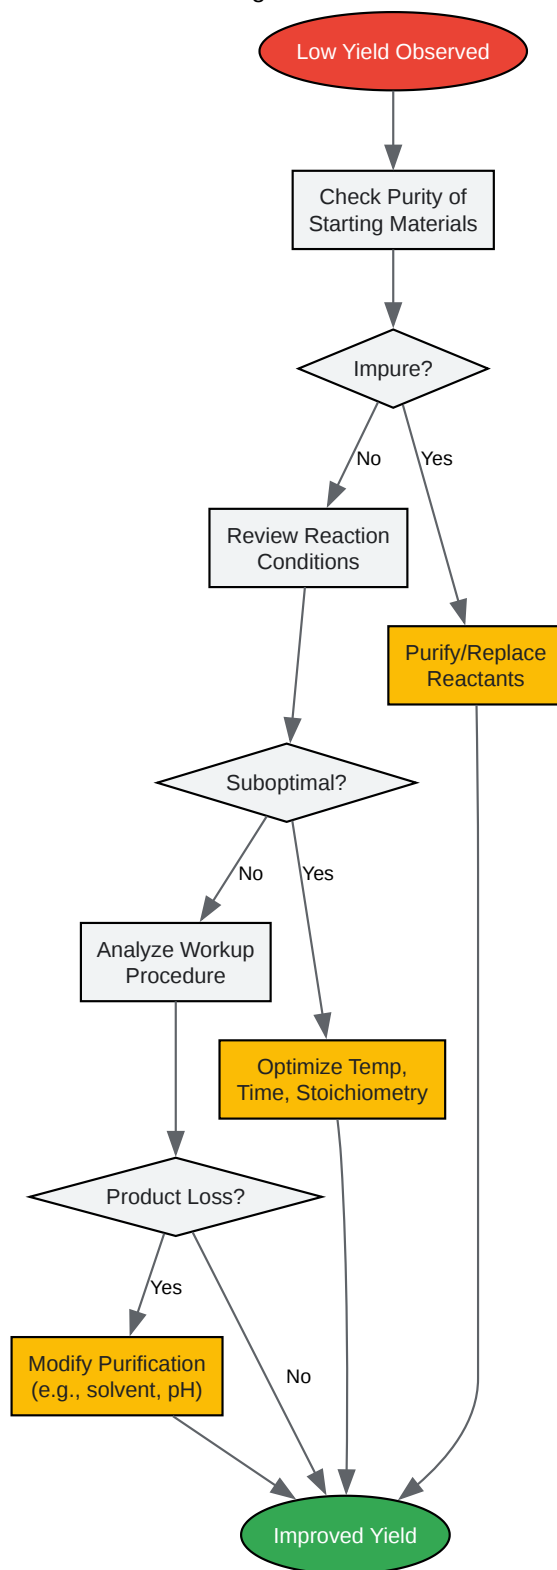 Low Yield Observed
Check Purity of
Starting Materials
Impure?
No
Yes
Review Reaction
Conditions
Purify/Replace
Reactants
Suboptimal?
No
Yes
Analyze Workup
Procedure
Optimize Temp,
Time, Stoichiometry
Product Loss?
Yes
Modify Purification
(e.g., solvent, pH)
No
Improved Yield